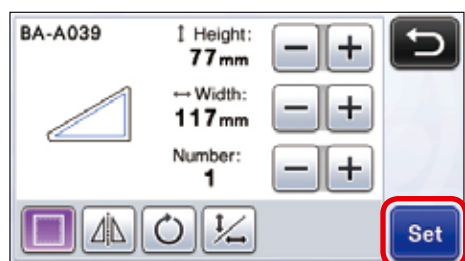 BA-A039
↕ Height:
77mm
↔ Width:
117mm
Number:
1
Set